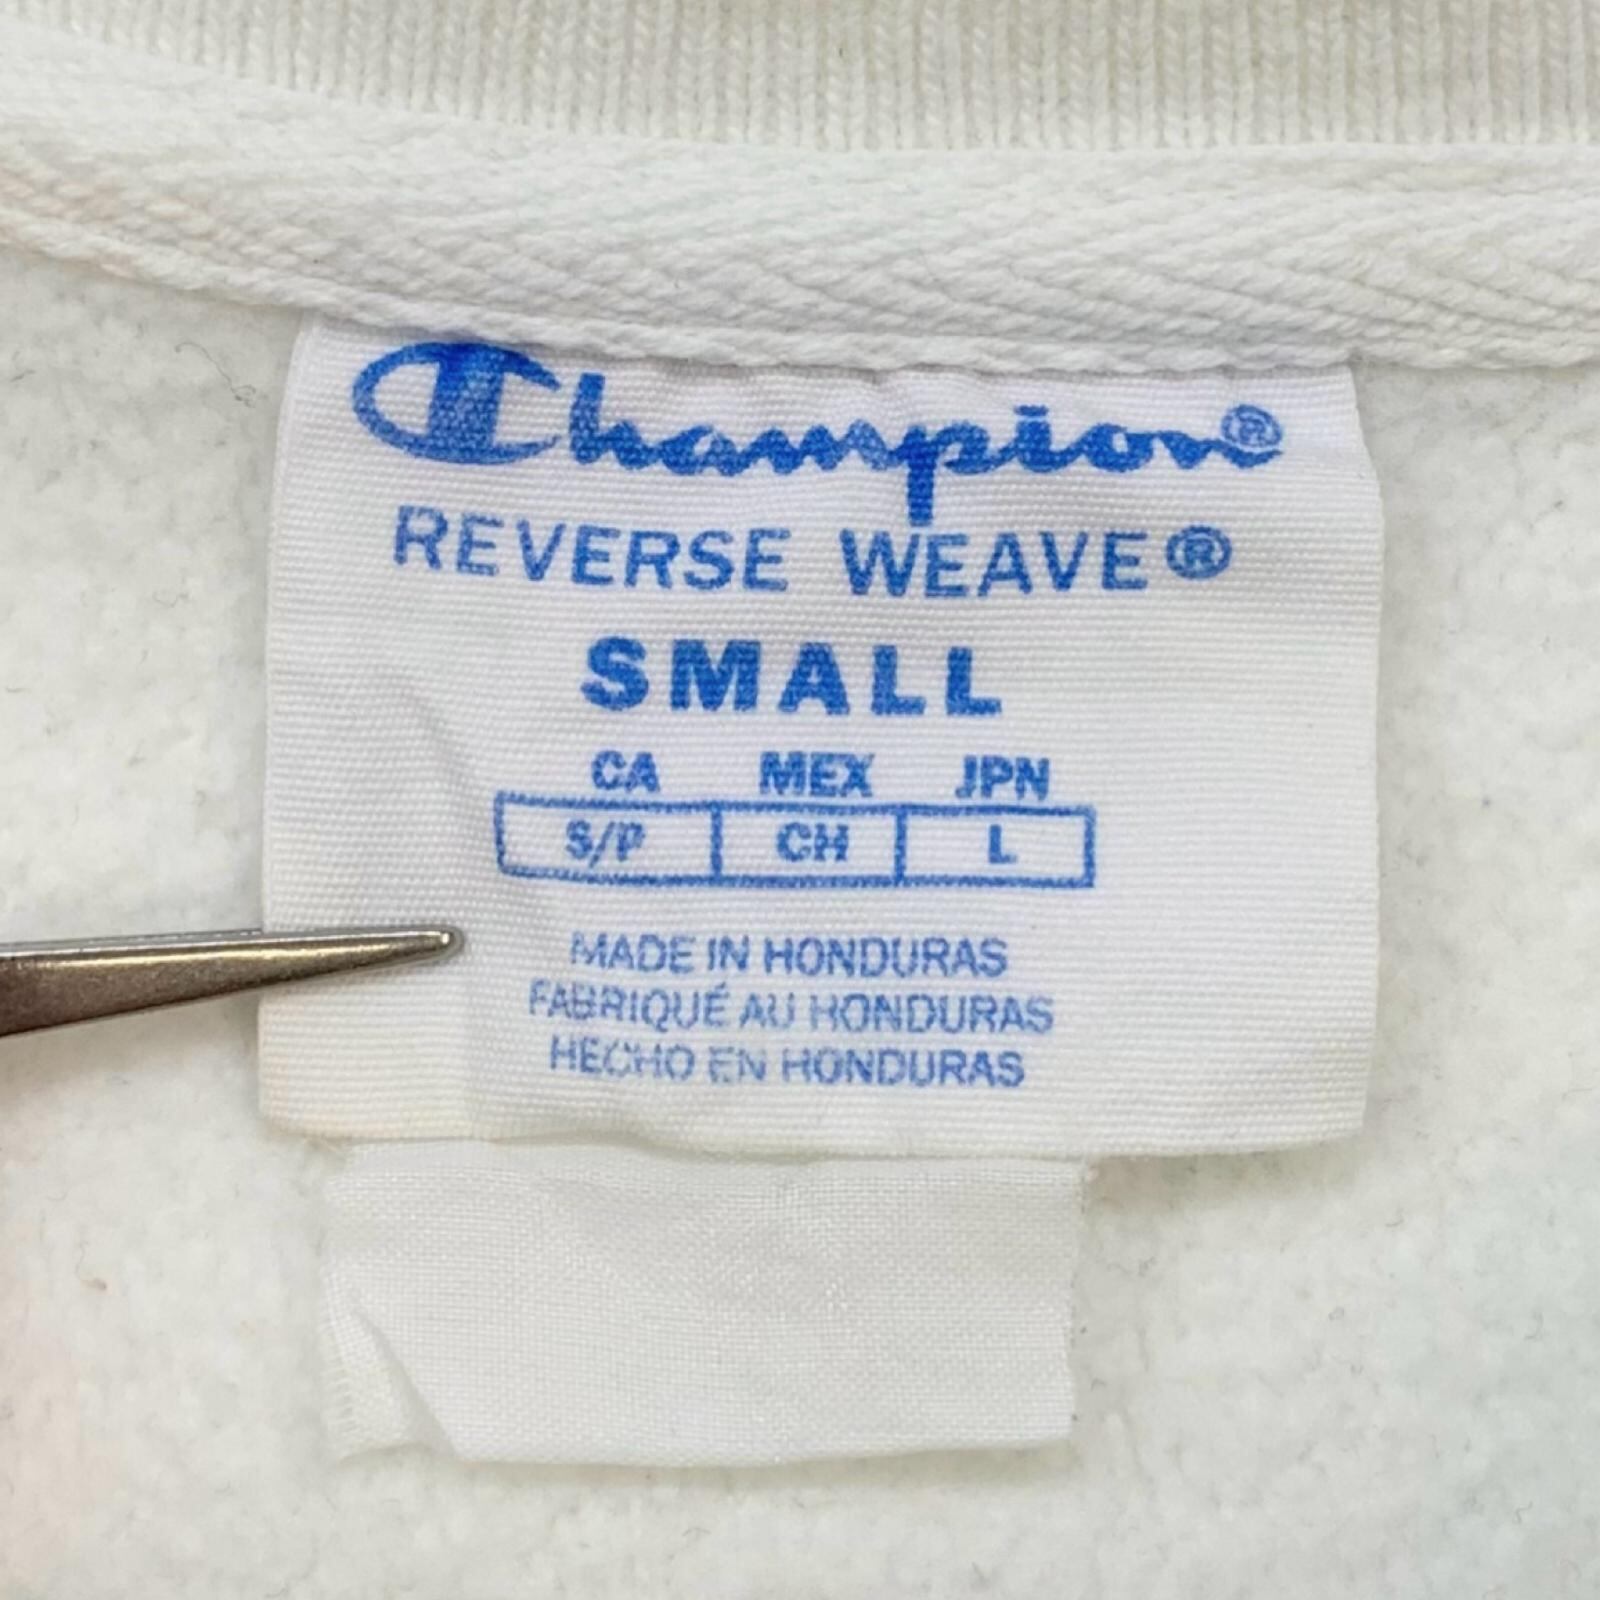 Champion®
REVERSE WEAVE®
SMALL
CA MEX JPN
S/P CH L
MADE IN HONDURAS
FABRIQUÉ AU HONDURAS
HECHO EN HONDURAS